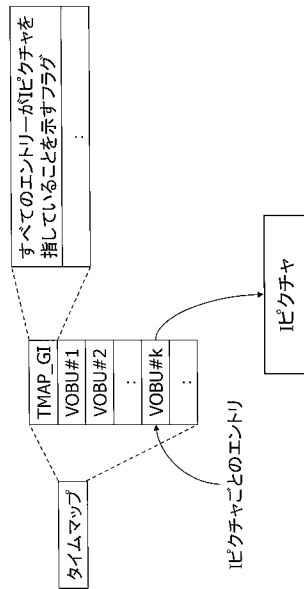 タイムマップ
TMAP_GI
VOBU#1
VOBU#2
:
VOBU#k
:
すべてのエントリーがIピクチャを
指していることを示すフラグ
:
Iピクチャごとのエントリ
Iピクチャ